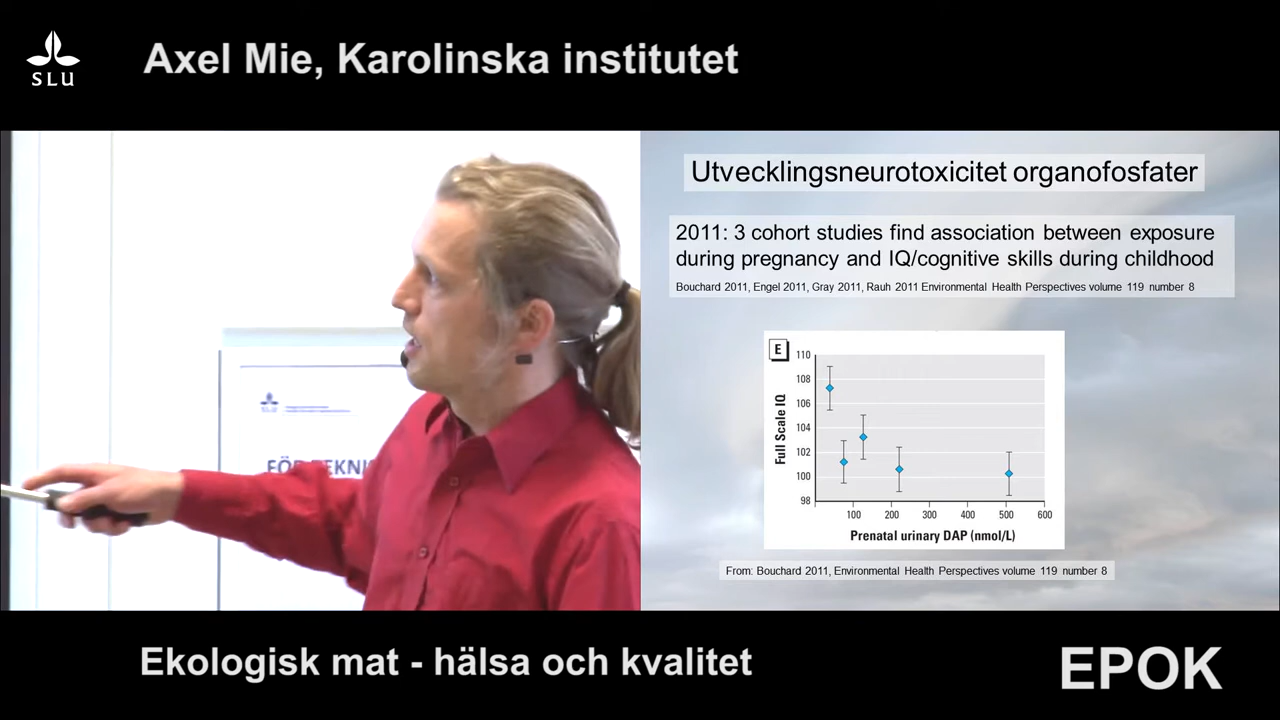 SLU
Axel Mie, Karolinska institutet
SLU
Utvecklingsneurotoxicitet organofosfater
2011: 3 cohort studies find association between exposure
during pregnancy and IQ/cognitive skills during childhood
Bouchard 2011, Engel 2011, Gray 2011, Rauh 2011 Environmental Health Perspectives volume 119 number 8
E
Full Scale IQ
110
108
106
104
102
100
98
100 200 300 400 500 600
Prenatal urinary DAP (nmol/L)
From: Bouchard 2011, Environmental Health Perspectives volume 119 number 8
Ekologisk mat - hälsa och kvalitet
EPOK